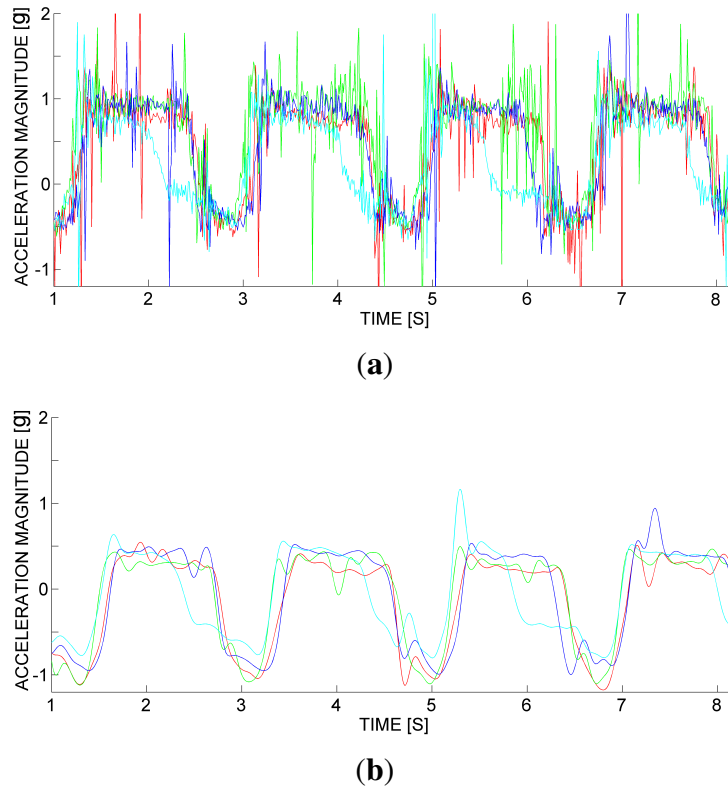 ACCELERATION MAGNITUDE [g]
2
1
0
-1
1 2 3 4 5 6 7 8
TIME [S]
(a)
ACCELERATION MAGNITUDE [g]
2
1
0
-1
1 2 3 4 5 6 7 8
TIME [S]
(b)